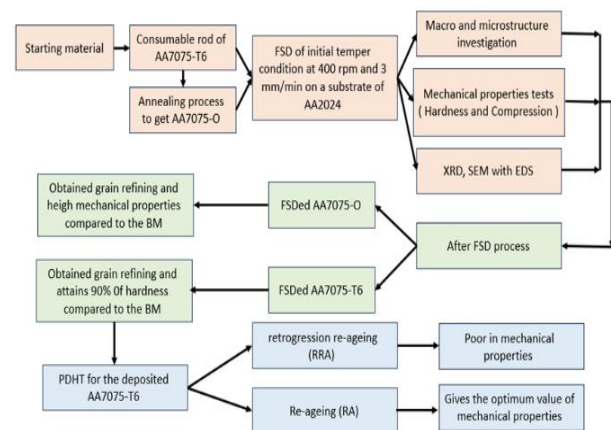 Starting material
Consumable rod of
AA7075-T6
Annealing process
to get AA7075-O
FSD of initial temper
condition at 400 rpm and 3
mm/min on a substrate of
AA2024
Macro and microstructure
investigation
Mechanical properties tests
( Hardness and Compression )
XRD, SEM with EDS
Obtained grain refining and
heigh mechanical properties
compared to the BM
FSDed AA7075-O
After FSD process
Obtained grain refining and
attains 90% 0f hardness
compared to the BM
FSDed AA7075-T6
PDHT for the deposited
AA7075-T6
retrogression re-ageing
(RRA)
Poor in mechanical
properties
Re-ageing (RA)
Gives the optimum value of
mechanical properties